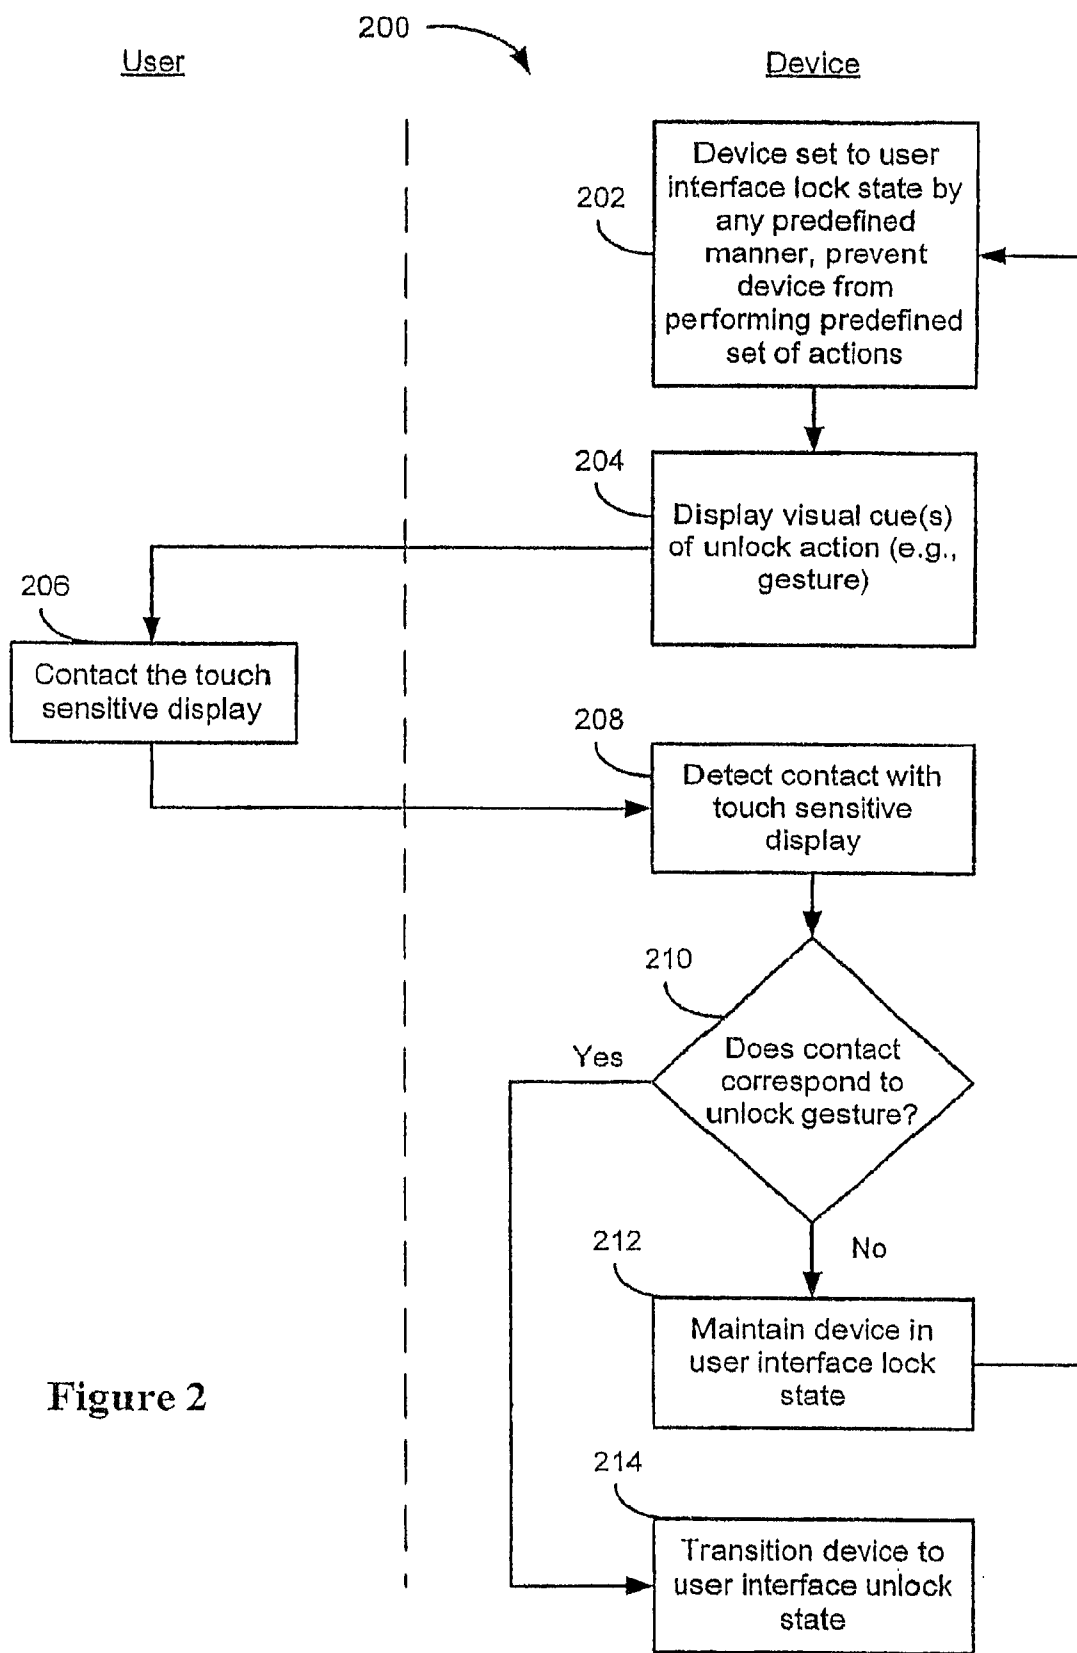 200
User
Device
202
Device set to user
interface lock state by
any predefined
manner, prevent
device from
performing predefined
set of actions
204
Display visual cue(s)
of unlock action (e.g.,
gesture)
206
Contact the touch
sensitive display
208
Detect contact with
touch sensitive
display
210
Does contact
correspond to
unlock gesture?
Yes
No
212
Maintain device in
user interface lock
state
Figure 2
214
Transition device to
user interface unlock
state